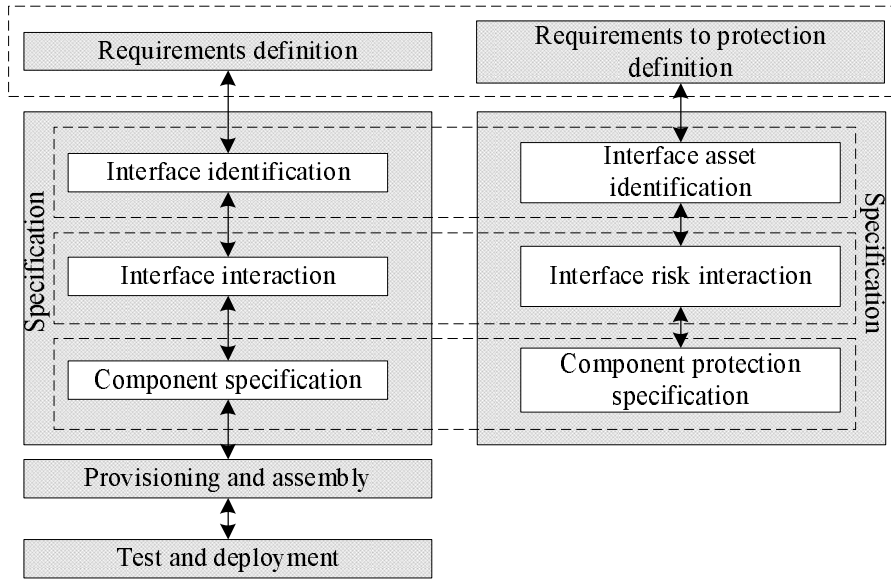 Requirements definition
Requirements to protection
definition
Specification
Interface identification
Interface interaction
Component specification
Interface asset
identification
Interface risk interaction
Component protection
specification
Specification
Provisioning and assembly
Test and deployment